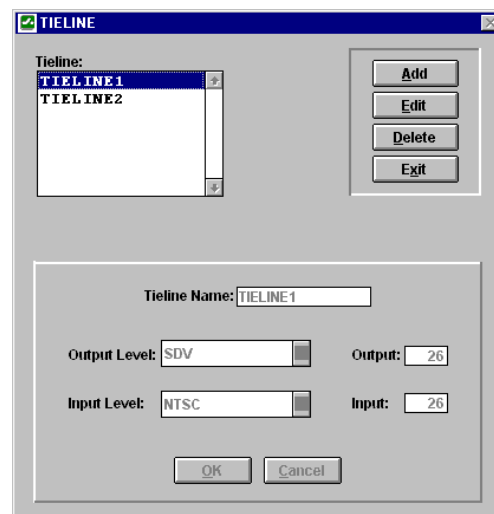 TIELINE
Tieline:
TIELINE1
TIELINE2
Add
Edit
Delete
Exit
Tieline Name: TIELINE1
Output Level: SDV Output: 26
Input Level: NTSC Input: 26
OK Cancel